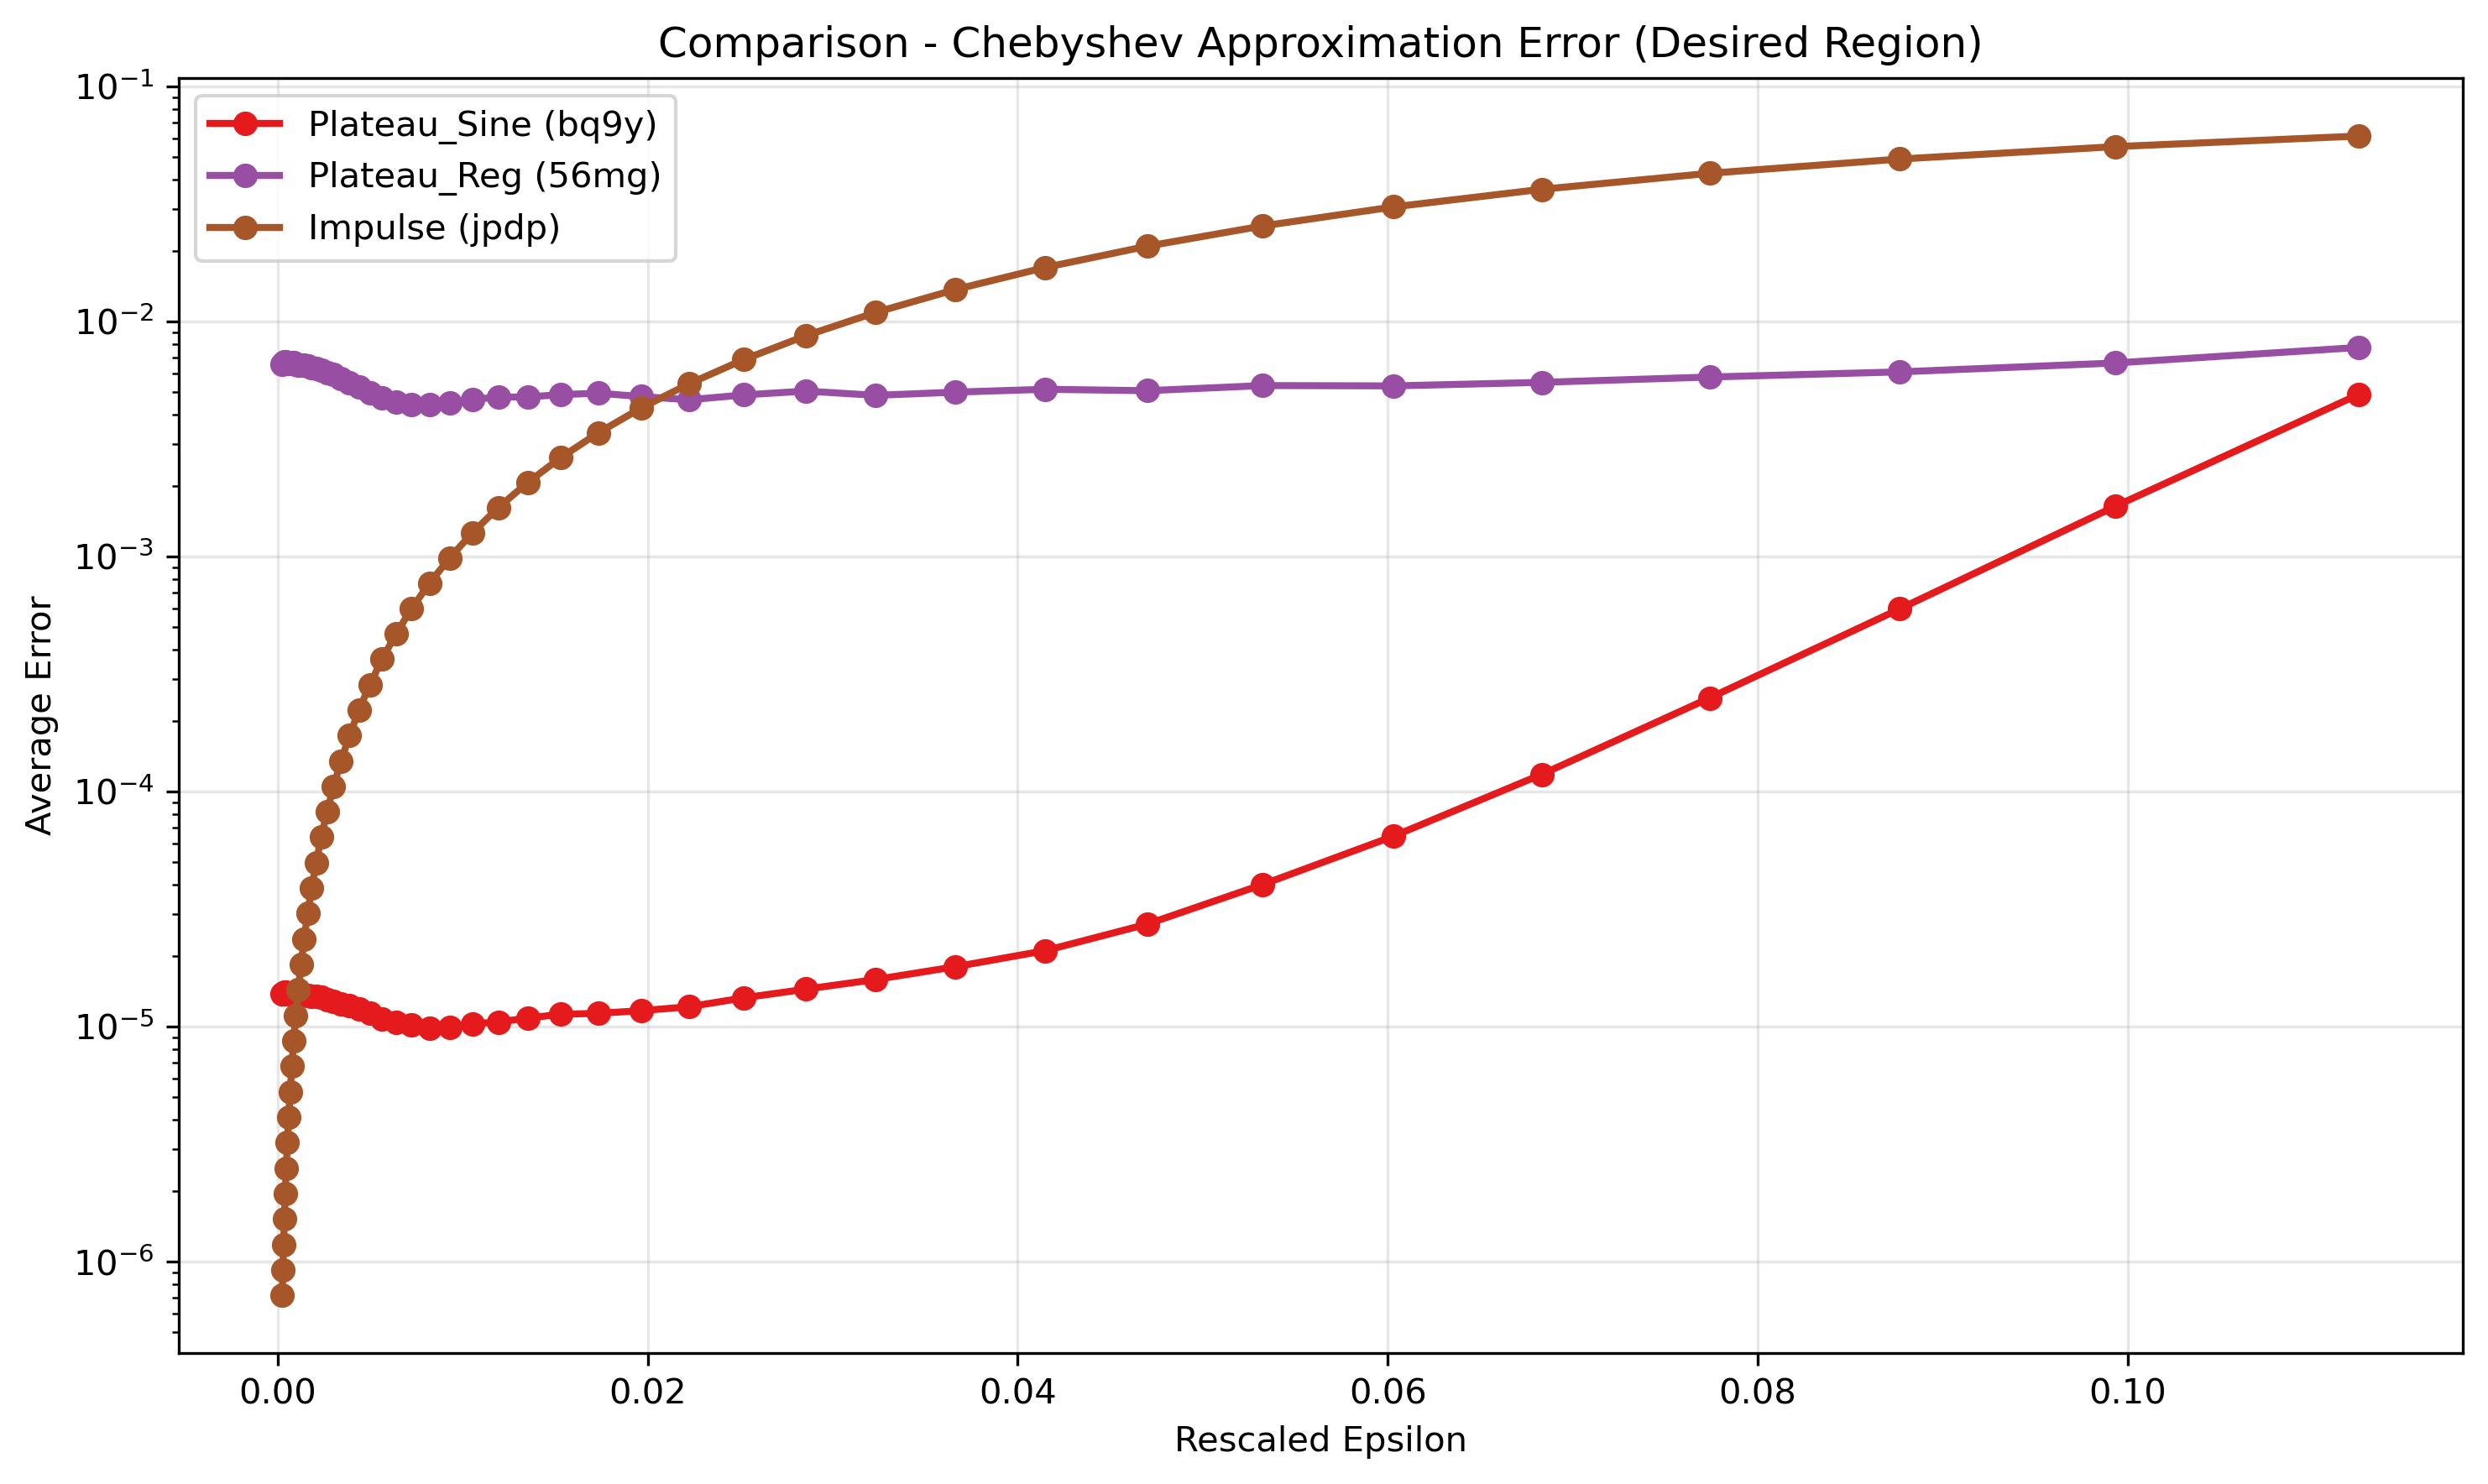 Comparison - Chebyshev Approximation Error (Desired Region)
10⁻¹
10⁻²
10⁻³
10⁻⁴
10⁻⁵
10⁻⁶
Average Error
Plateau_Sine (bq9y)
Plateau_Reg (56mg)
Impulse (jpdp)
0.00 0.02 0.04 0.06 0.08 0.10
Rescaled Epsilon